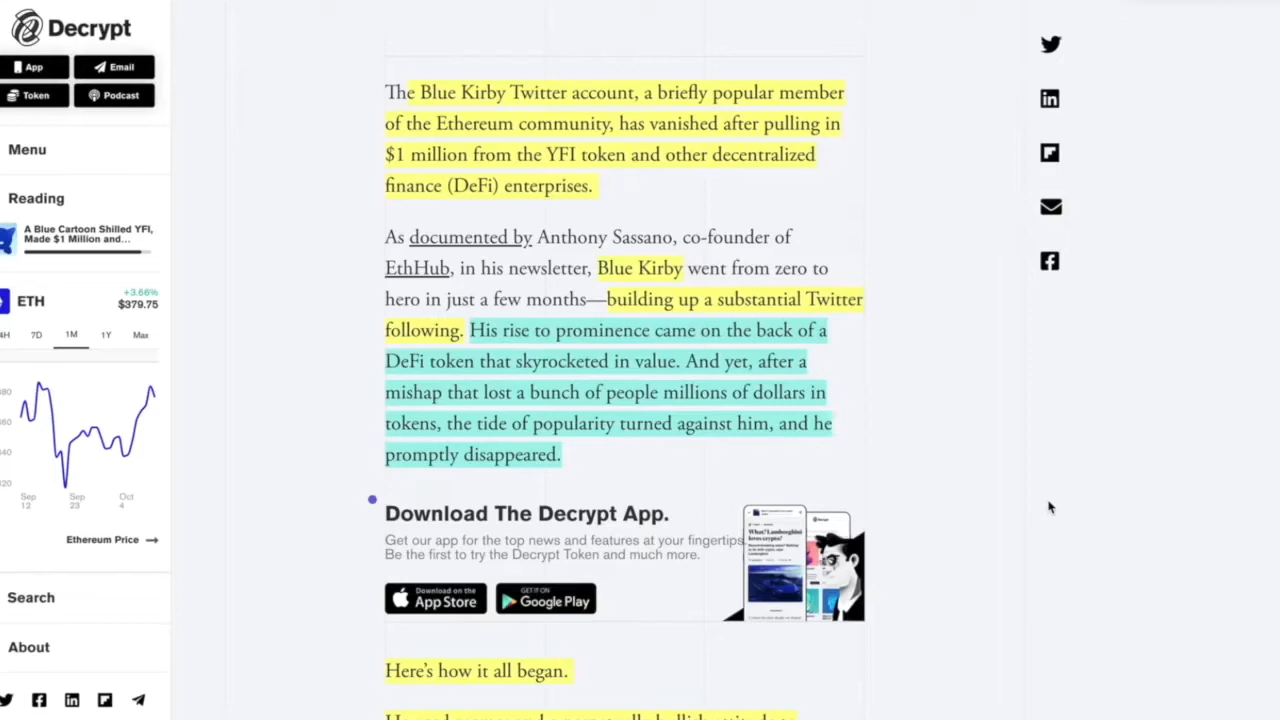 Decrypt
App
Email
Token
Podcast
Menu
Reading
A Blue Cartoon Shilled YFI,
Made $1 Million and...
ETH
+3.66%
$379.75
4H 7D 1M 1Y Max
80
60
40
20
Sep
12
Sep
23
Oct
4
Ethereum Price
Search
About
The Blue Kirby Twitter account, a briefly popular member
of the Ethereum community, has vanished after pulling in
$1 million from the YFI token and other decentralized
finance (DeFi) enterprises.
As documented by Anthony Sassano, co-founder of
EthHub, in his newsletter, Blue Kirby went from zero to
hero in just a few months—building up a substantial Twitter
following. His rise to prominence came on the back of a
DeFi token that skyrocketed in value. And yet, after a
mishap that lost a bunch of people millions of dollars in
tokens, the tide of popularity turned against him, and he
promptly disappeared.
Download The Decrypt App.
Get our app for the top news and features at your fingertips.
Be the first to try the Decrypt Token and much more.
Download on the
App Store
GET IT ON
Google Play
Here's how it all began.